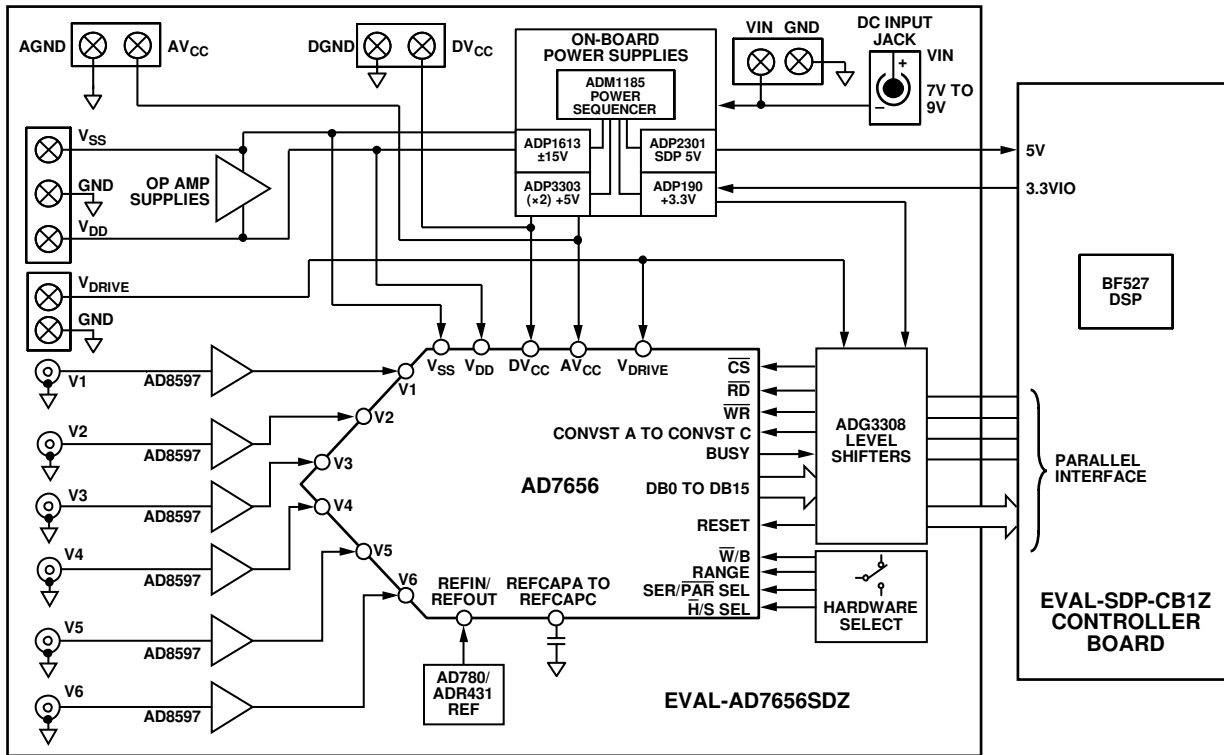 AGND
AVCC
DGND
DVCC
ON-BOARD
POWER SUPPLIES
ADM1185
POWER
SEQUENCER
ADP1613
±15V
ADP3303
(×2) +5V
ADP2301
SDP 5V
ADP190
+3.3V
VIN GND
DC INPUT
JACK
VIN
+
–
7V TO
9V
VSS
GND
VDD
OP AMP
SUPPLIES
VDRIVE
GND
5V
3.3VIO
BF527
DSP
V1
AD8597
V2
AD8597
V3
AD8597
V4
AD8597
V5
AD8597
V6
AD8597
VSS
VDD
DVCC
AVCC
VDRIVE
V1
V2
V3
V4
V5
V6
AD7656
C̅S̅
R̅D̅
W̅R̅
CONVST A TO CONVST C
BUSY
DB0 TO DB15
RESET
W̅/B
RANGE
SER/P̅A̅R̅ SEL
H̅/S SEL
ADG3308
LEVEL
SHIFTERS
HARDWARE
SELECT
PARALLEL
INTERFACE
REFIN/
REFOUT
REFCAPA TO
REFCAPC
AD780/
ADR431
REF
EVAL-AD7656SDZ
EVAL-SDP-CB1Z
CONTROLLER
BOARD